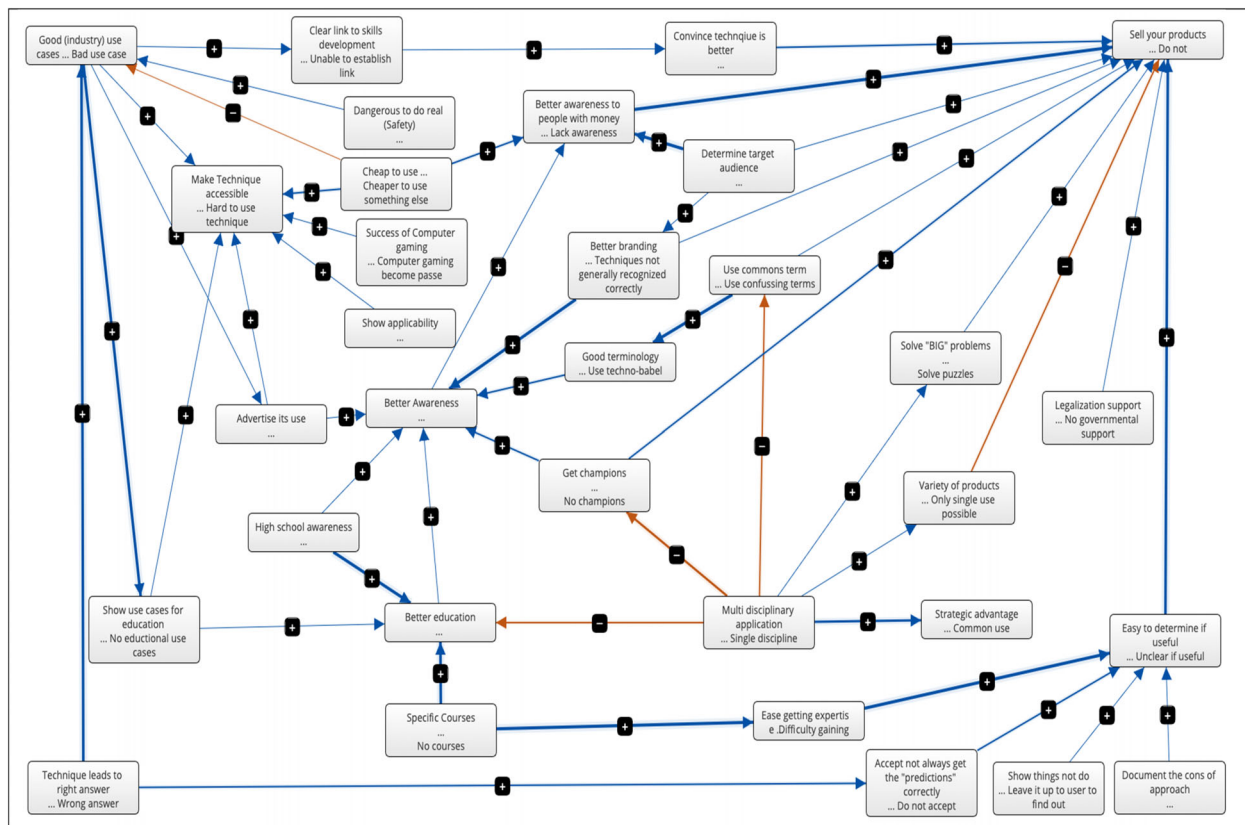 Good (industry) use
cases ... Bad use case
Clear link to skills
development
... Unable to establish
link
Convince technqiue is
better
...
Sell your products
... Do not
Dangerous to do real
(Safety)
...
Better awareness to
people with money
... Lack awareness
Determine target
audience
...
Cheap to use ...
Cheaper to use
something else
Make Technique
accessible
... Hard to use
technique
Success of Computer
gaming
... Computer gaming
become passe
Better branding
... Techniques not
generally recognized
correctly
Use commons term
... Use confussing terms
Show applicability
...
Good terminology
... Use techno-babel
Solve "BIG" problems
...
Solve puzzles
Better Awareness
...
Advertise its use
...
Legalization support
... No governmental
support
Get champions
...
No champions
Variety of products
... Only single use
possible
High school awareness
...
Show use cases for
education
... No eductional use
cases
Better education
...
Multi disciplinary
application
... Single discipline
Strategic advantage
... Common use
Easy to determine if
useful
... Unclear if useful
Specific Courses
...
No courses
Ease getting expertis
e .Difficulty gaining
Technique leads to
right answer
... Wrong answer
Accept not always get
the "predictions"
correctly
... Do not accept
Show things not do
... Leave it up to user to
find out
Document the cons of
approach
...